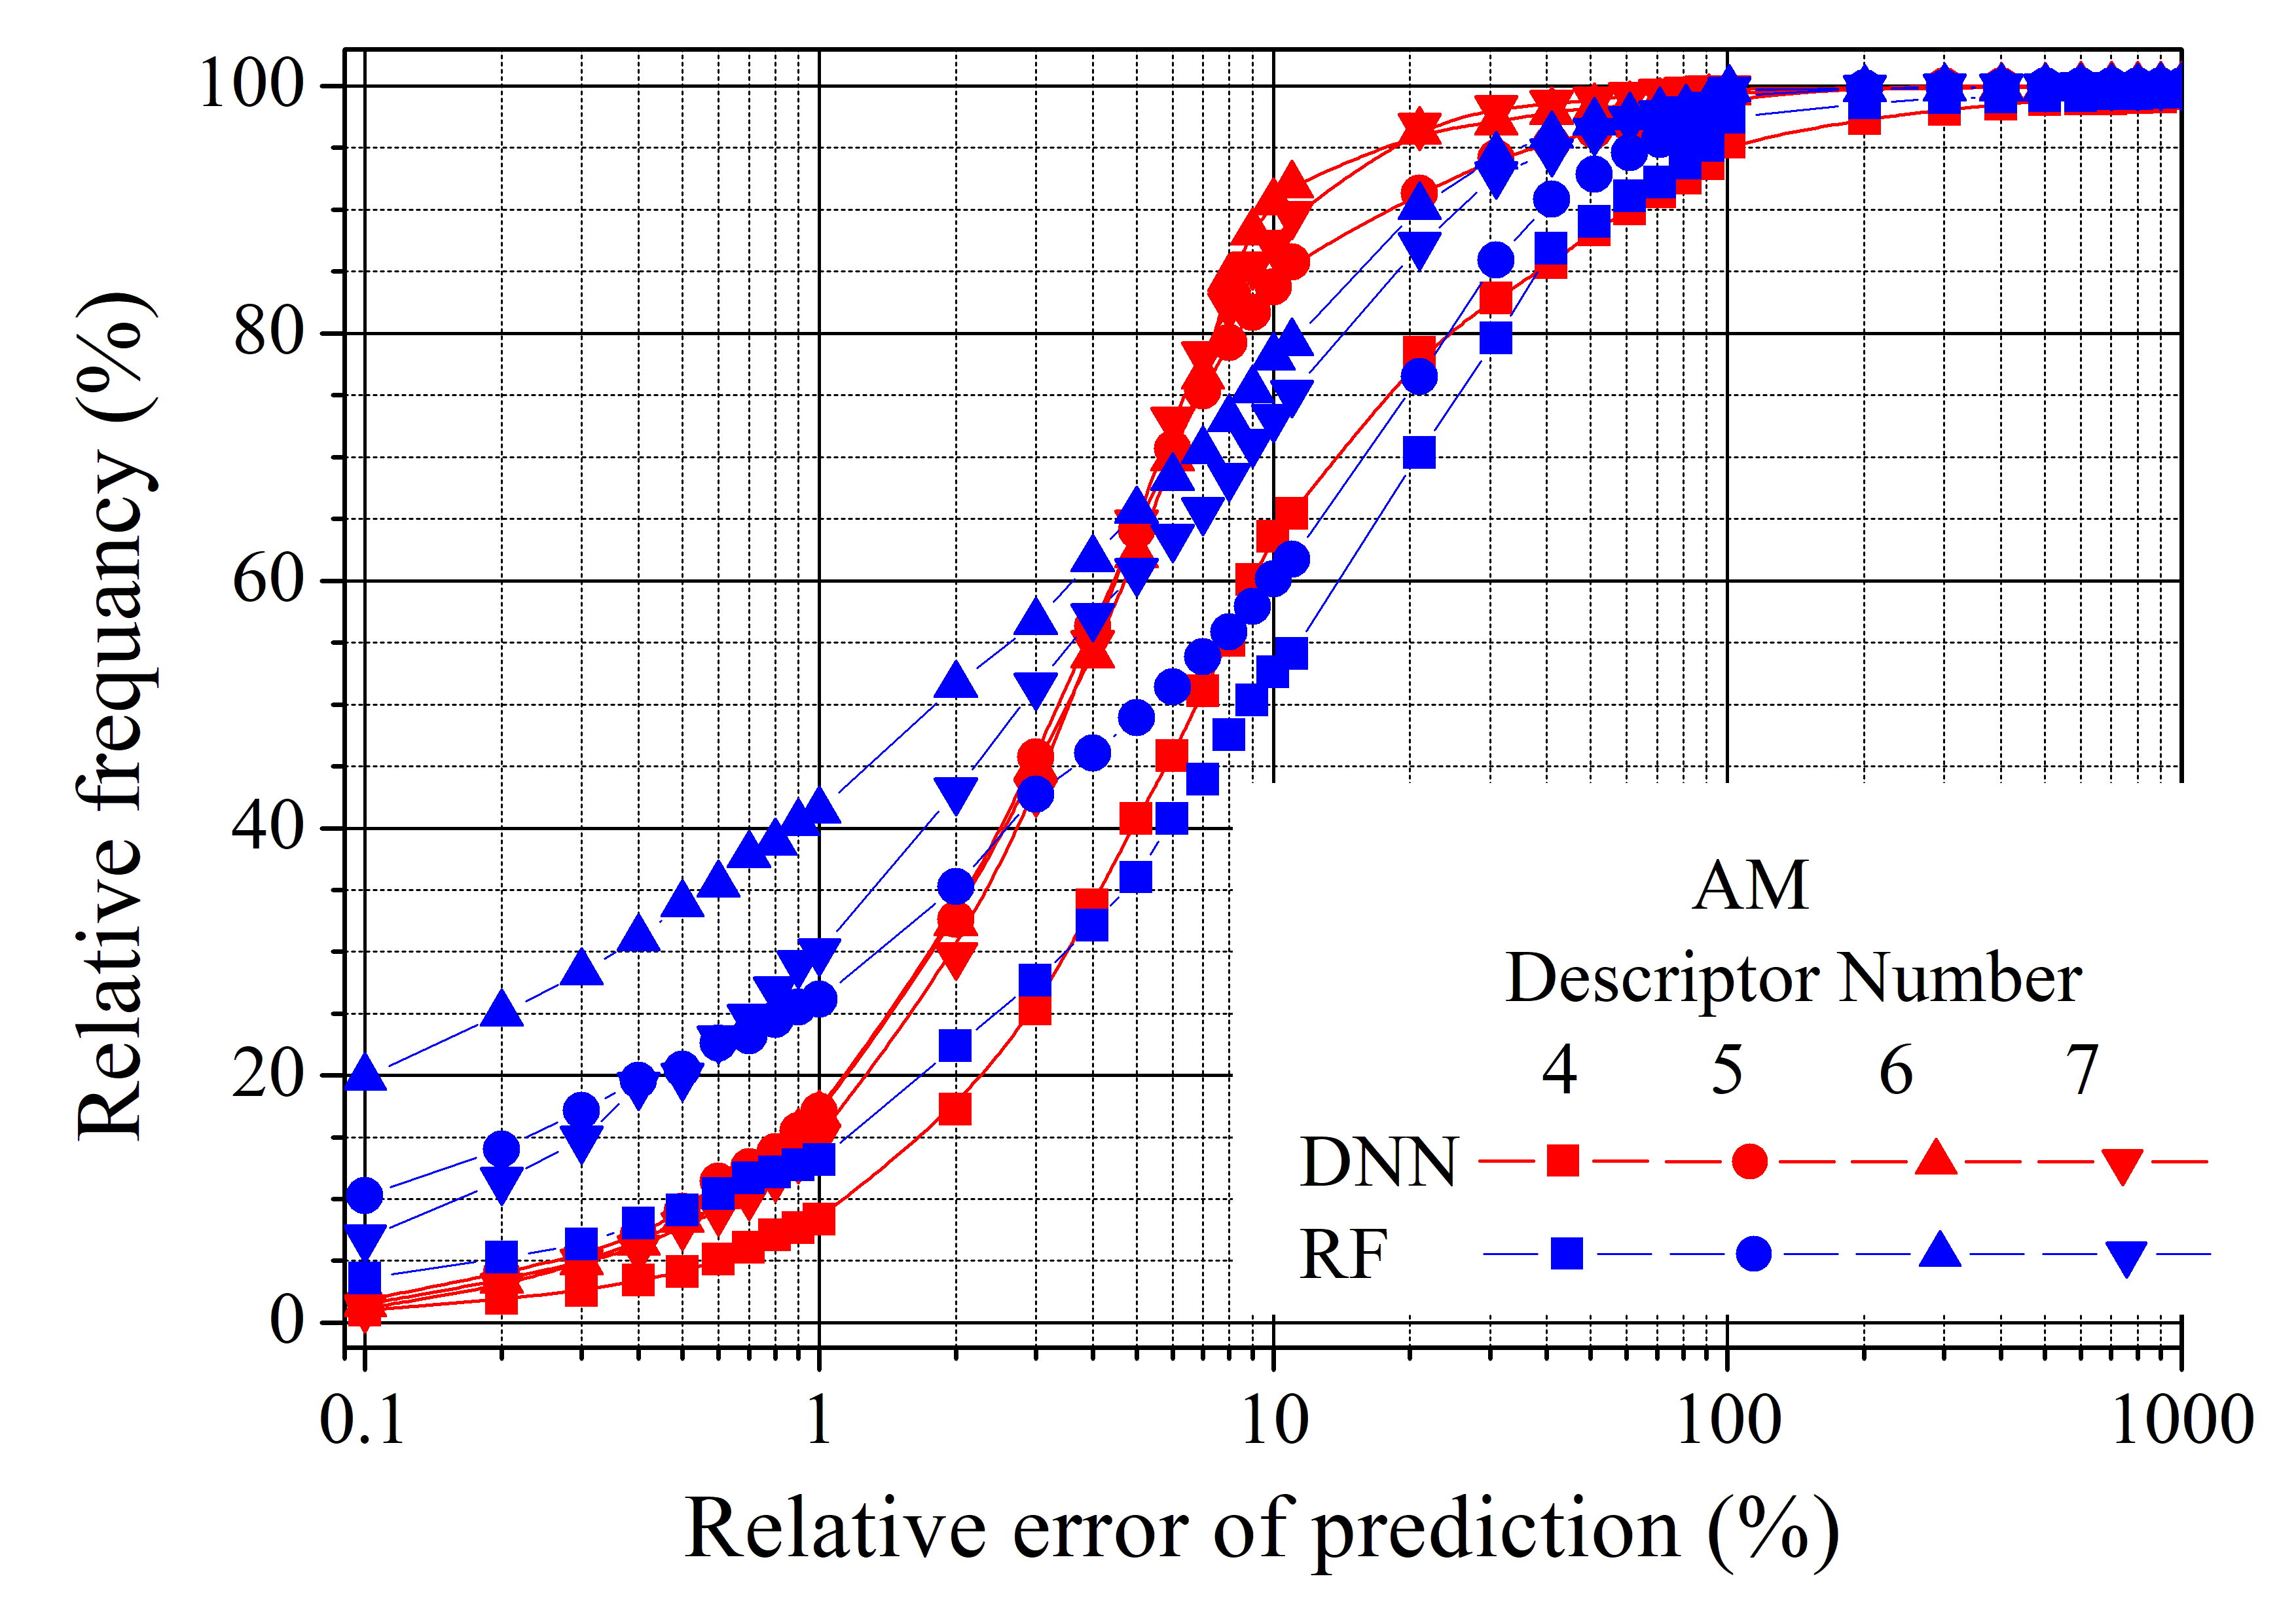 Relative frequancy (%)
100
80
60
40
20
0
AM
Descriptor Number
4 5 6 7
DNN
RF
0.1 1 10 100 1000
Relative error of prediction (%)